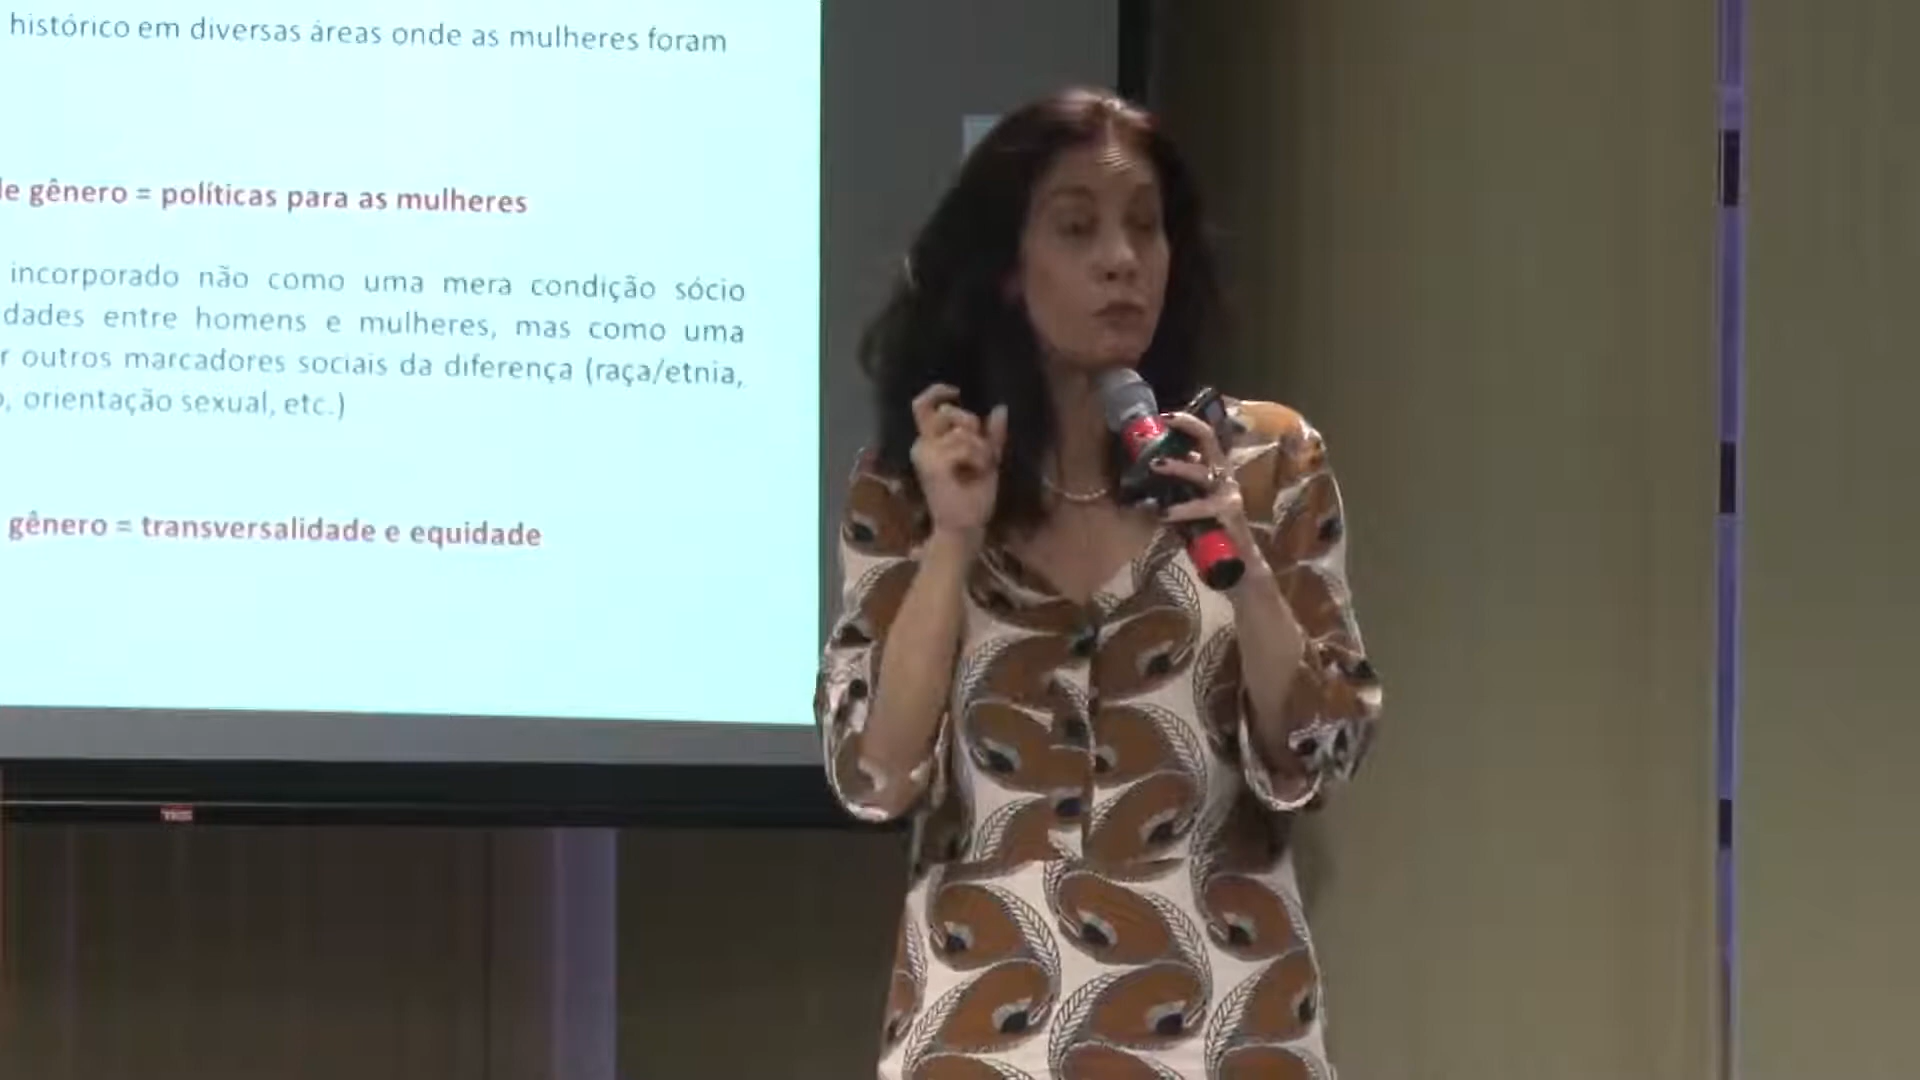 histórico em diversas áreas onde as mulheres foram
gênero = políticas para as mulheres
incorporado não como uma mera condição sócio
dades entre homens e mulheres, mas como uma
r outros marcadores sociais da diferença (raça/etnia,
, orientação sexual, etc.)
gênero = transversalidade e equidade